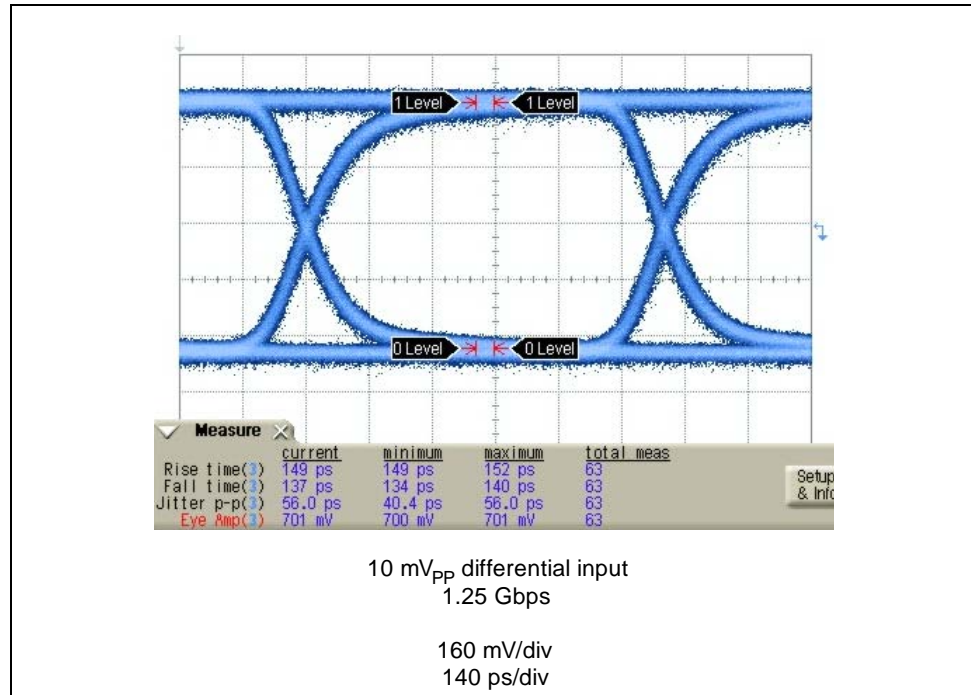 1 Level 1 Level
0 Level 0 Level
Measure
current minimum maximum total meas
Rise time(3) 149 ps 149 ps 152 ps 63
Fall time(3) 137 ps 134 ps 140 ps 63
Jitter p-p(3) 56.0 ps 40.4 ps 56.0 ps 63
Eye Amp(3) 701 mV 700 mV 701 mV 63
Setup
& Info
10 mVPP differential input
1.25 Gbps
160 mV/div
140 ps/div